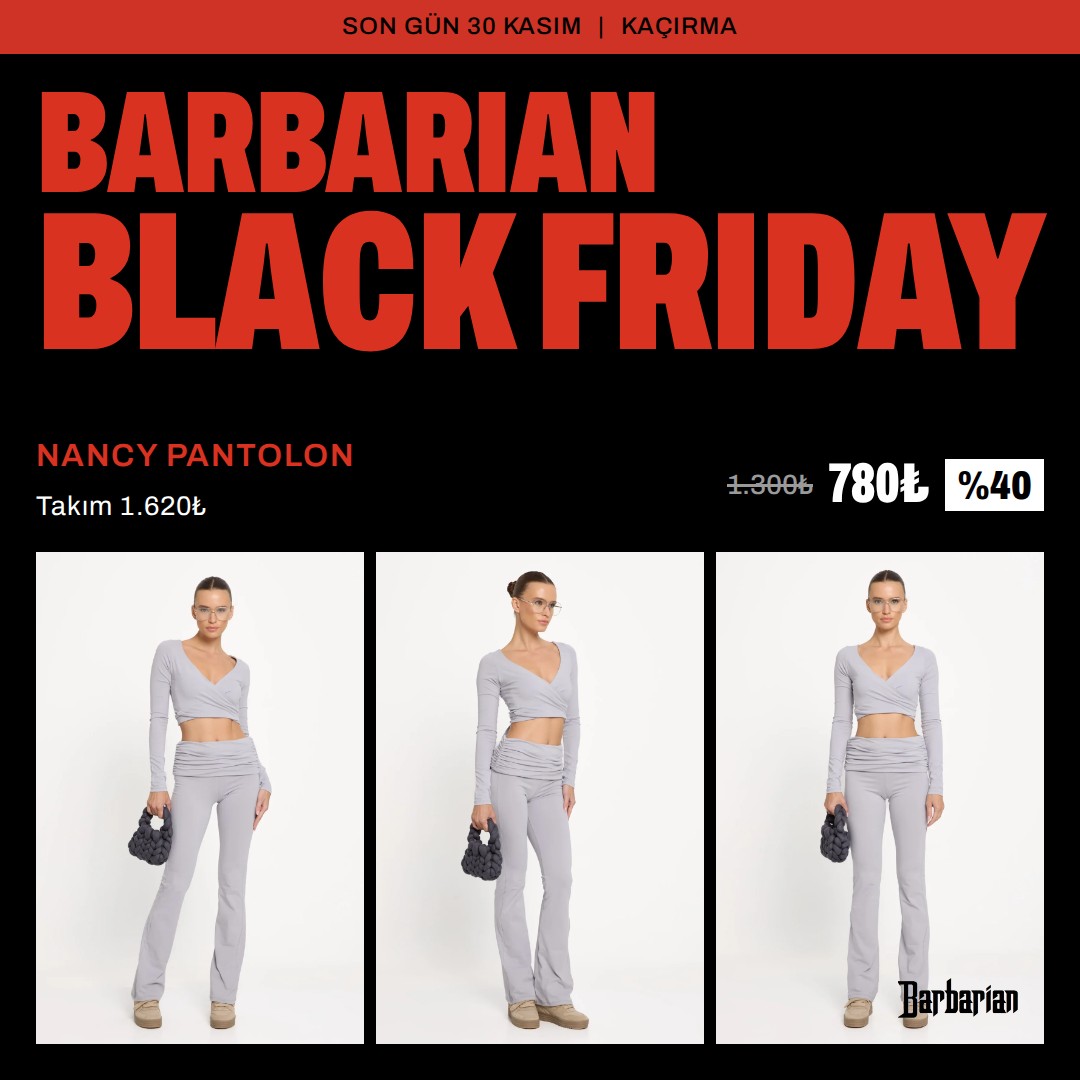 SON GÜN 30 KASIM | KAÇIRMA
BARBARIAN
BLACK FRIDAY
NANCY PANTOLON
Takım 1.620₺
1.300₺ 780₺ %40
Barbarian